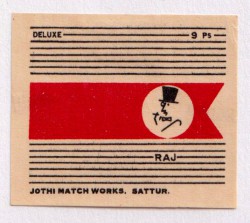 DELUXE 9 Ps
RAJ
JOTHI MATCH WORKS. SATTUR.